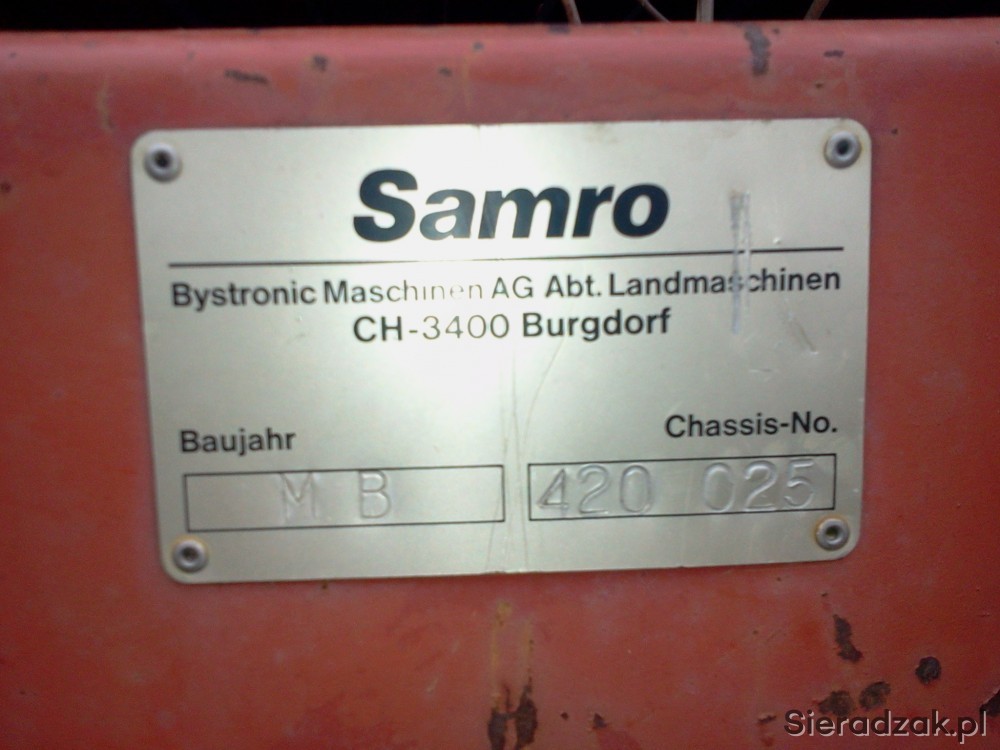 Samro
Bystronic Maschinen AG Abt. Landmaschinen
CH-3400 Burgdorf
Baujahr Chassis-No.
M B 420 025
Sieradzak.pl